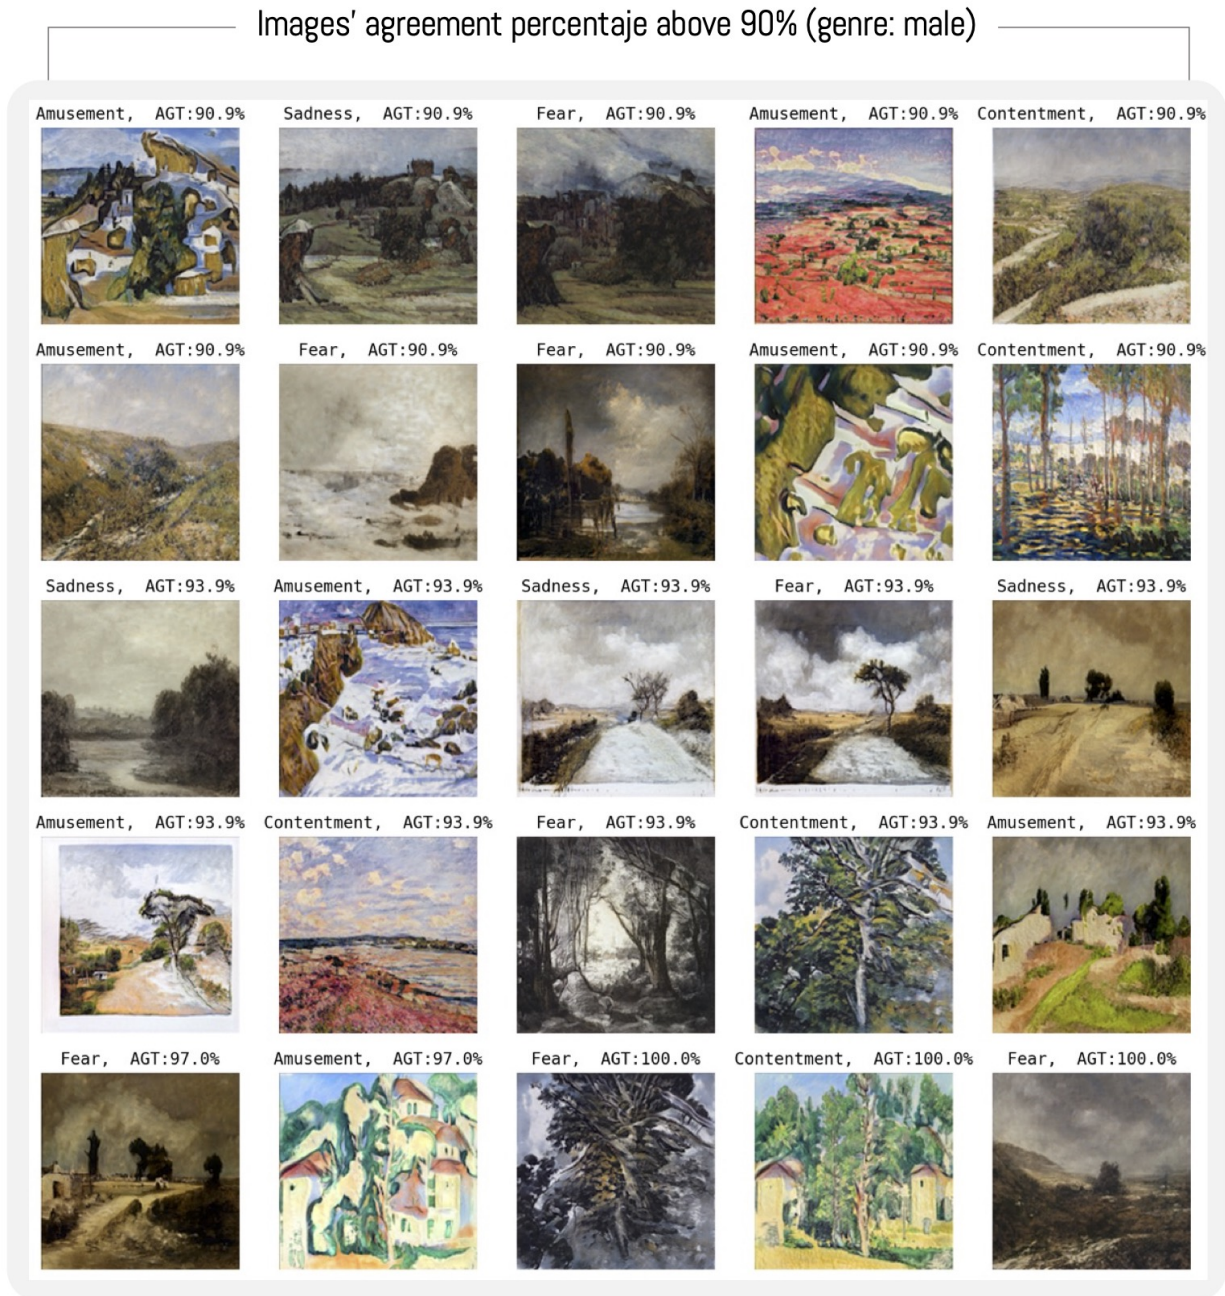 Images' agreement percentaje above 90% (genre: male)
Amusement, AGT:90.9% Sadness, AGT:90.9% Fear, AGT:90.9% Amusement, AGT:90.9% Contentment, AGT:90.9%
Amusement, AGT:90.9% Fear, AGT:90.9% Fear, AGT:90.9% Amusement, AGT:90.9% Contentment, AGT:90.9%
Sadness, AGT:93.9% Amusement, AGT:93.9% Sadness, AGT:93.9% Fear, AGT:93.9% Sadness, AGT:93.9%
Amusement, AGT:93.9% Contentment, AGT:93.9% Fear, AGT:93.9% Contentment, AGT:93.9% Amusement, AGT:93.9%
Fear, AGT:97.0% Amusement, AGT:97.0% Fear, AGT:100.0% Contentment, AGT:100.0% Fear, AGT:100.0%